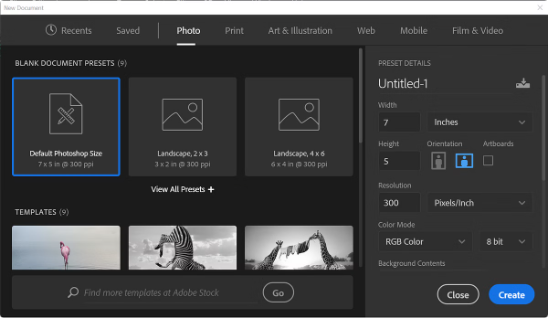 New Document
Recents Saved Photo Print Art & Illustration Web Mobile Film & Video
BLANK DOCUMENT PRESETS (9)
Default Photoshop Size
7 x 5 in @ 300 ppi
Landscape, 2 x 3
3 x 2 in @ 300 ppi
Landscape, 4 x 6
6 x 4 in @ 300 ppi
View All Presets +
TEMPLATES (9)
Find more templates at Adobe Stock
Go
PRESET DETAILS
Untitled-1
Width
7 Inches
Height Orientation Artboards
5
Resolution
300 Pixels/Inch
Color Mode
RGB Color 8 bit
Background Contents
Close Create